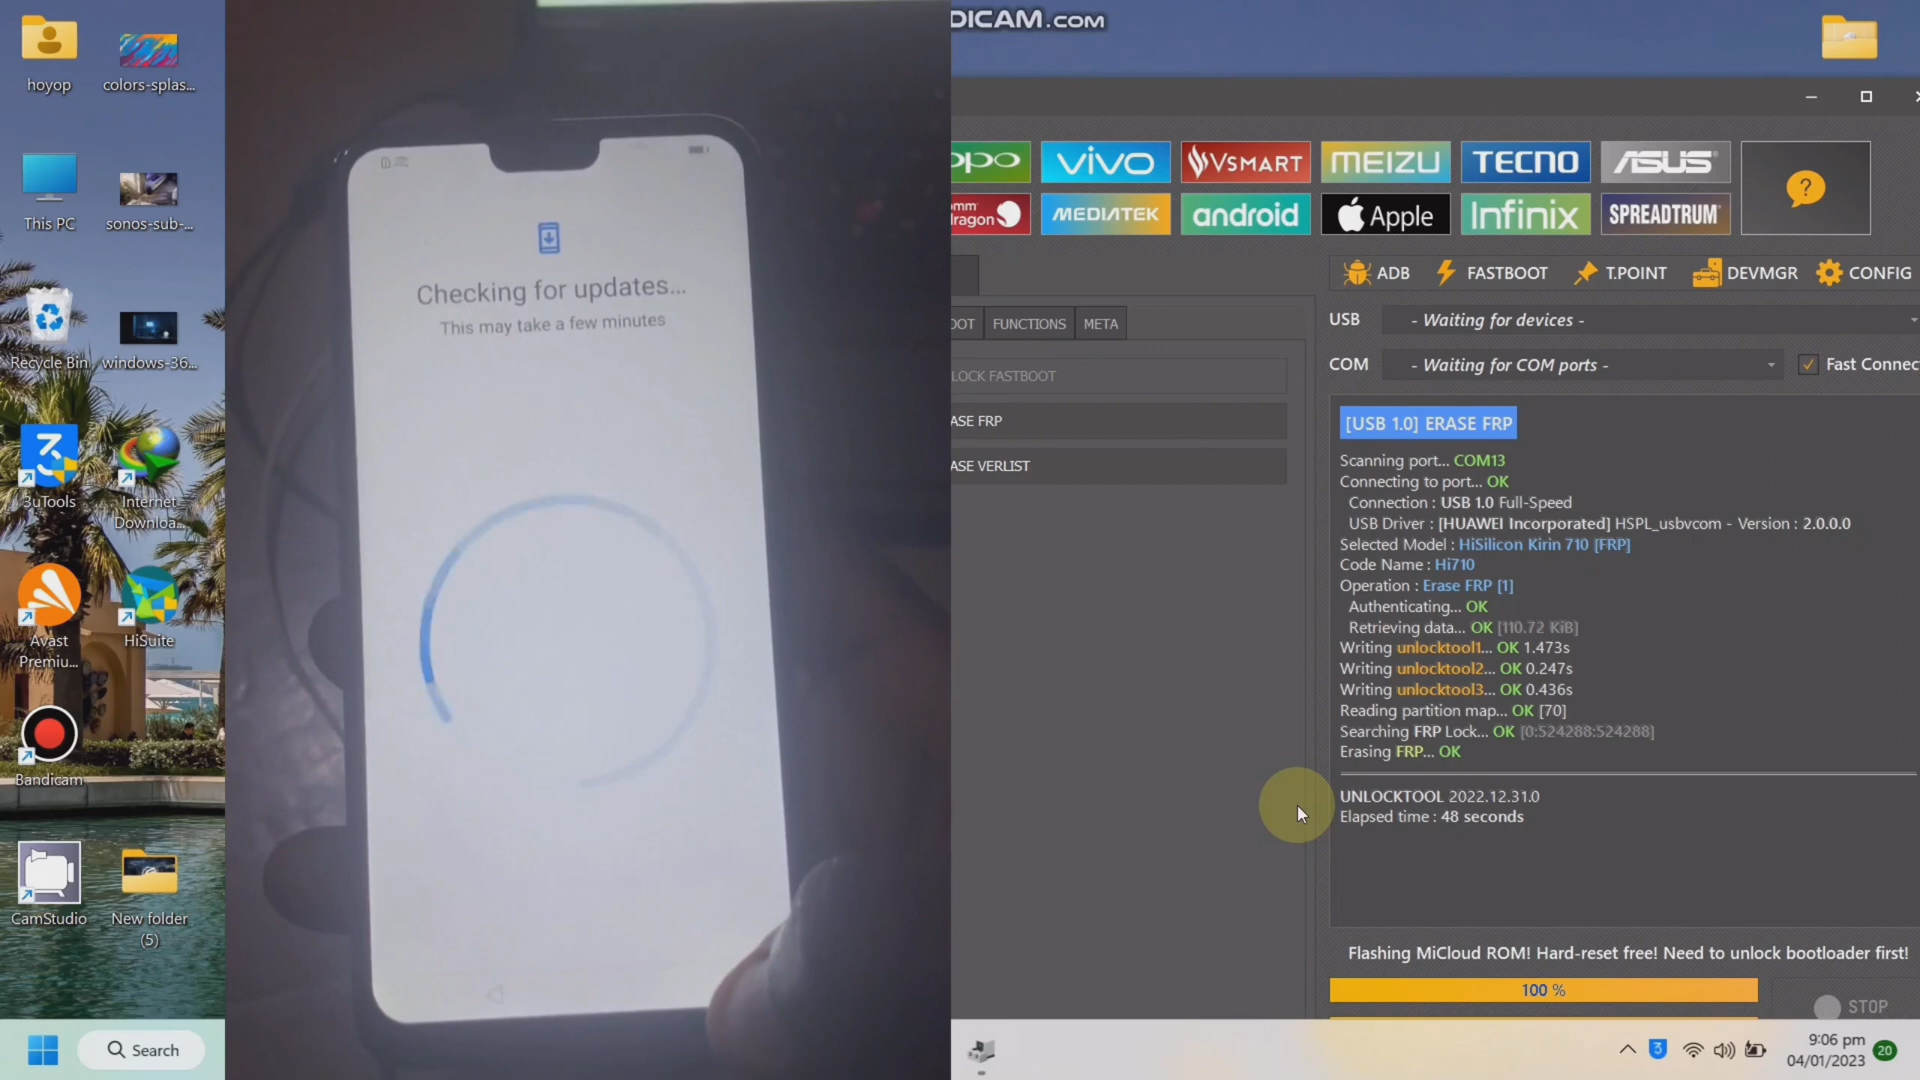 hoyop
colors-splas...
This PC
sonos-sub-...
Recycle Bin
windows-36...
3uTools
Internet
Downloa...
Avast
Premiu...
HiSuite
Bandicam
CamStudio
New folder
(5)
Search
Checking for updates...
This may take a few minutes
DICAM.COM
oppo
vivo
VSMART
MEIZU
TECNO
ASUS
?
omm
dragon
MEDIATEK
android
Apple
Infinix
SPREADTRUM
ADB
FASTBOOT
T.POINT
DEVMGR
CONFIG
OOT
FUNCTIONS
META
USB
- Waiting for devices -
COM
- Waiting for COM ports -
Fast Connec
LOCK FASTBOOT
ASE FRP
ASE VERLIST
[USB 1.0] ERASE FRP
Scanning port... COM13
Connecting to port... OK
Connection : USB 1.0 Full-Speed
USB Driver : [HUAWEI Incorporated] HSPL_usbvcom - Version : 2.0.0.0
Selected Model : HiSilicon Kirin 710 [FRP]
Code Name : Hi710
Operation : Erase FRP [1]
Authenticating... OK
Retrieving data... OK [110.72 KiB]
Writing unlocktool1... OK 1.473s
Writing unlocktool2... OK 0.247s
Writing unlocktool3... OK 0.436s
Reading partition map... OK [70]
Searching FRP Lock... OK [0:524288:524288]
Erasing FRP... OK
UNLOCKTOOL 2022.12.31.0
Elapsed time : 48 seconds
Flashing MiCloud ROM! Hard-reset free! Need to unlock bootloader first!
100 %
STOP
3
9:06 pm
04/01/2023
20